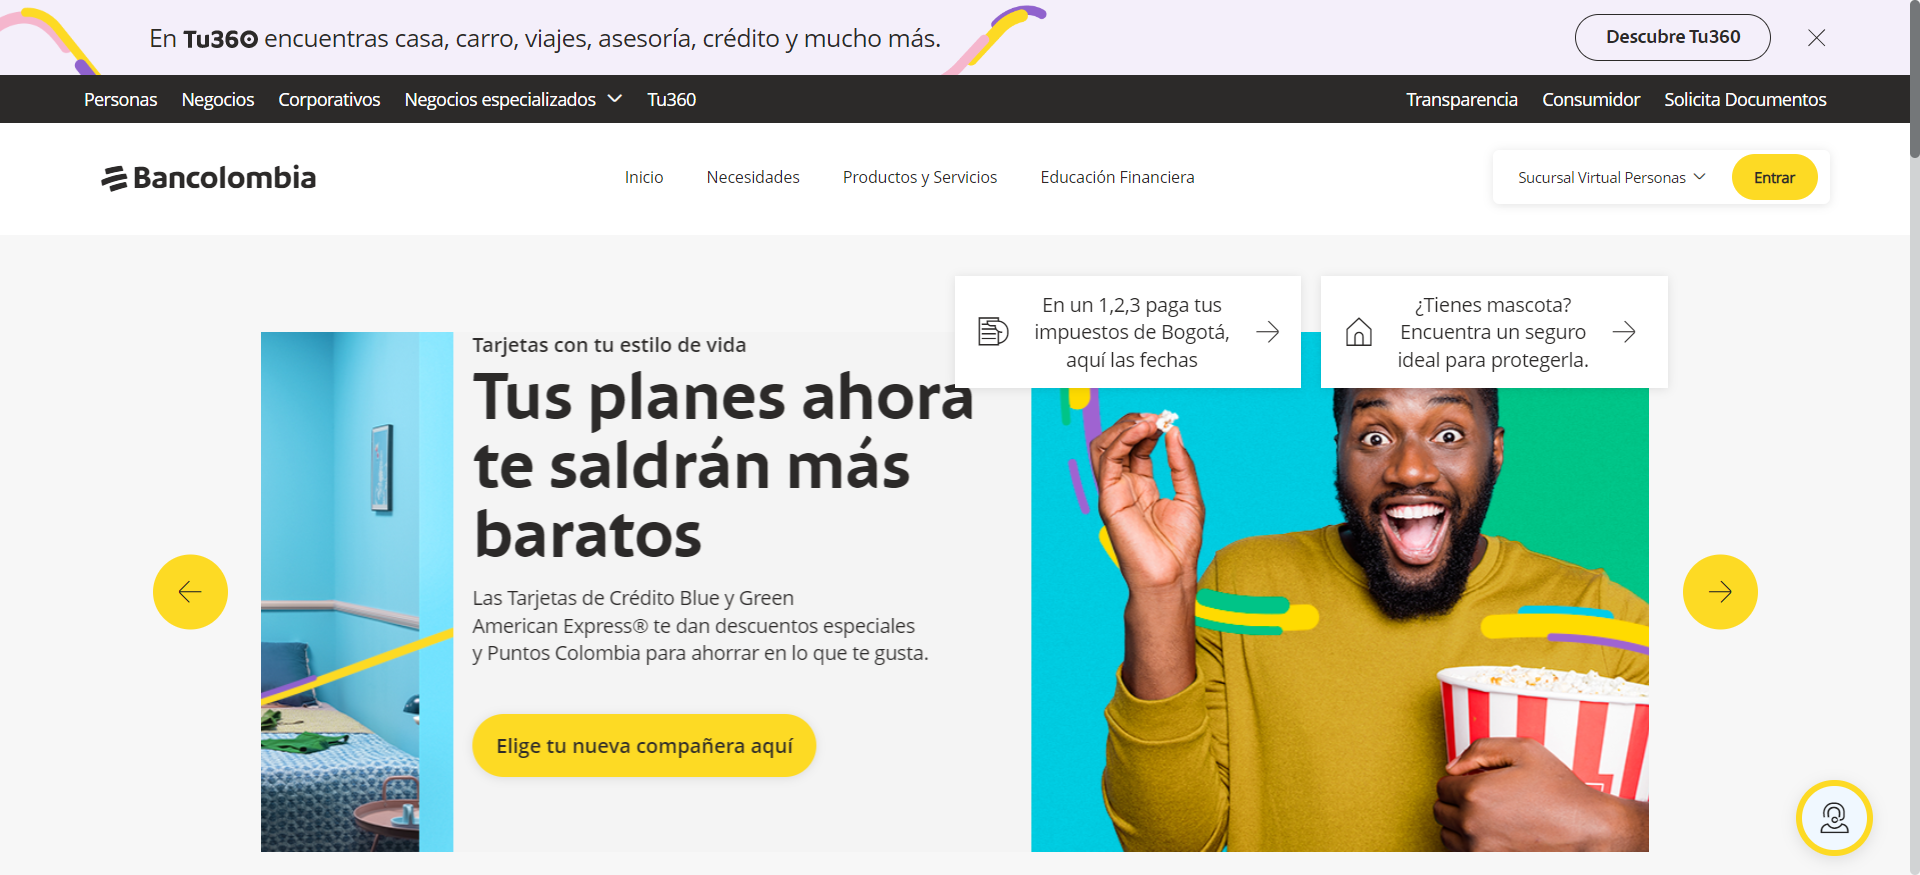 En Tu360 encuentras casa, carro, viajes, asesoría, crédito y mucho más.
Descubre Tu360
Personas Negocios Corporativos Negocios especializados Tu360 Transparencia Consumidor Solicita Documentos
Bancolombia
Inicio Necesidades Productos y Servicios Educación Financiera
Sucursal Virtual Personas
Entrar
En un 1,2,3 paga tus
impuestos de Bogotá,
aquí las fechas
¿Tienes mascota?
Encuentra un seguro
ideal para protegerla.
Tarjetas con tu estilo de vida
Tus planes ahora
te saldrán más
baratos
Las Tarjetas de Crédito Blue y Green
American Express® te dan descuentos especiales
y Puntos Colombia para ahorrar en lo que te gusta.
Elige tu nueva compañera aquí